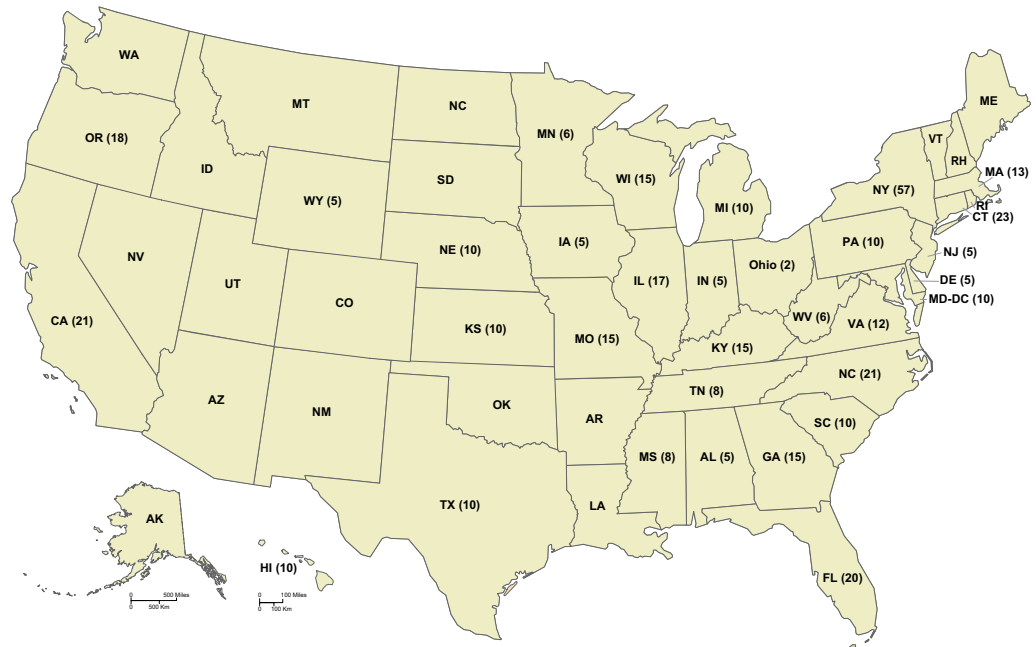 WA
MT
NC
ME
OR (18)
MN (6)
VT
ID
RH
MA (13)
WI (15)
SD
NY (57)
WY (5)
MI (10)
RI
CT (23)
NE (10)
IA (5)
PA (10)
NV
Ohio (2)
NJ (5)
UT
IL (17)
IN (5)
DE (5)
CO
MD-DC (10)
CA (21)
WV (6)
VA (12)
KS (10)
MO (15)
KY (15)
NC (21)
TN (8)
AZ
OK
NM
AR
SC (10)
MS (8)
AL (5)
GA (15)
TX (10)
LA
AK
HI (10)
FL (20)
0 500 Miles
0 500 Km
0 100 Miles
0 100 Km